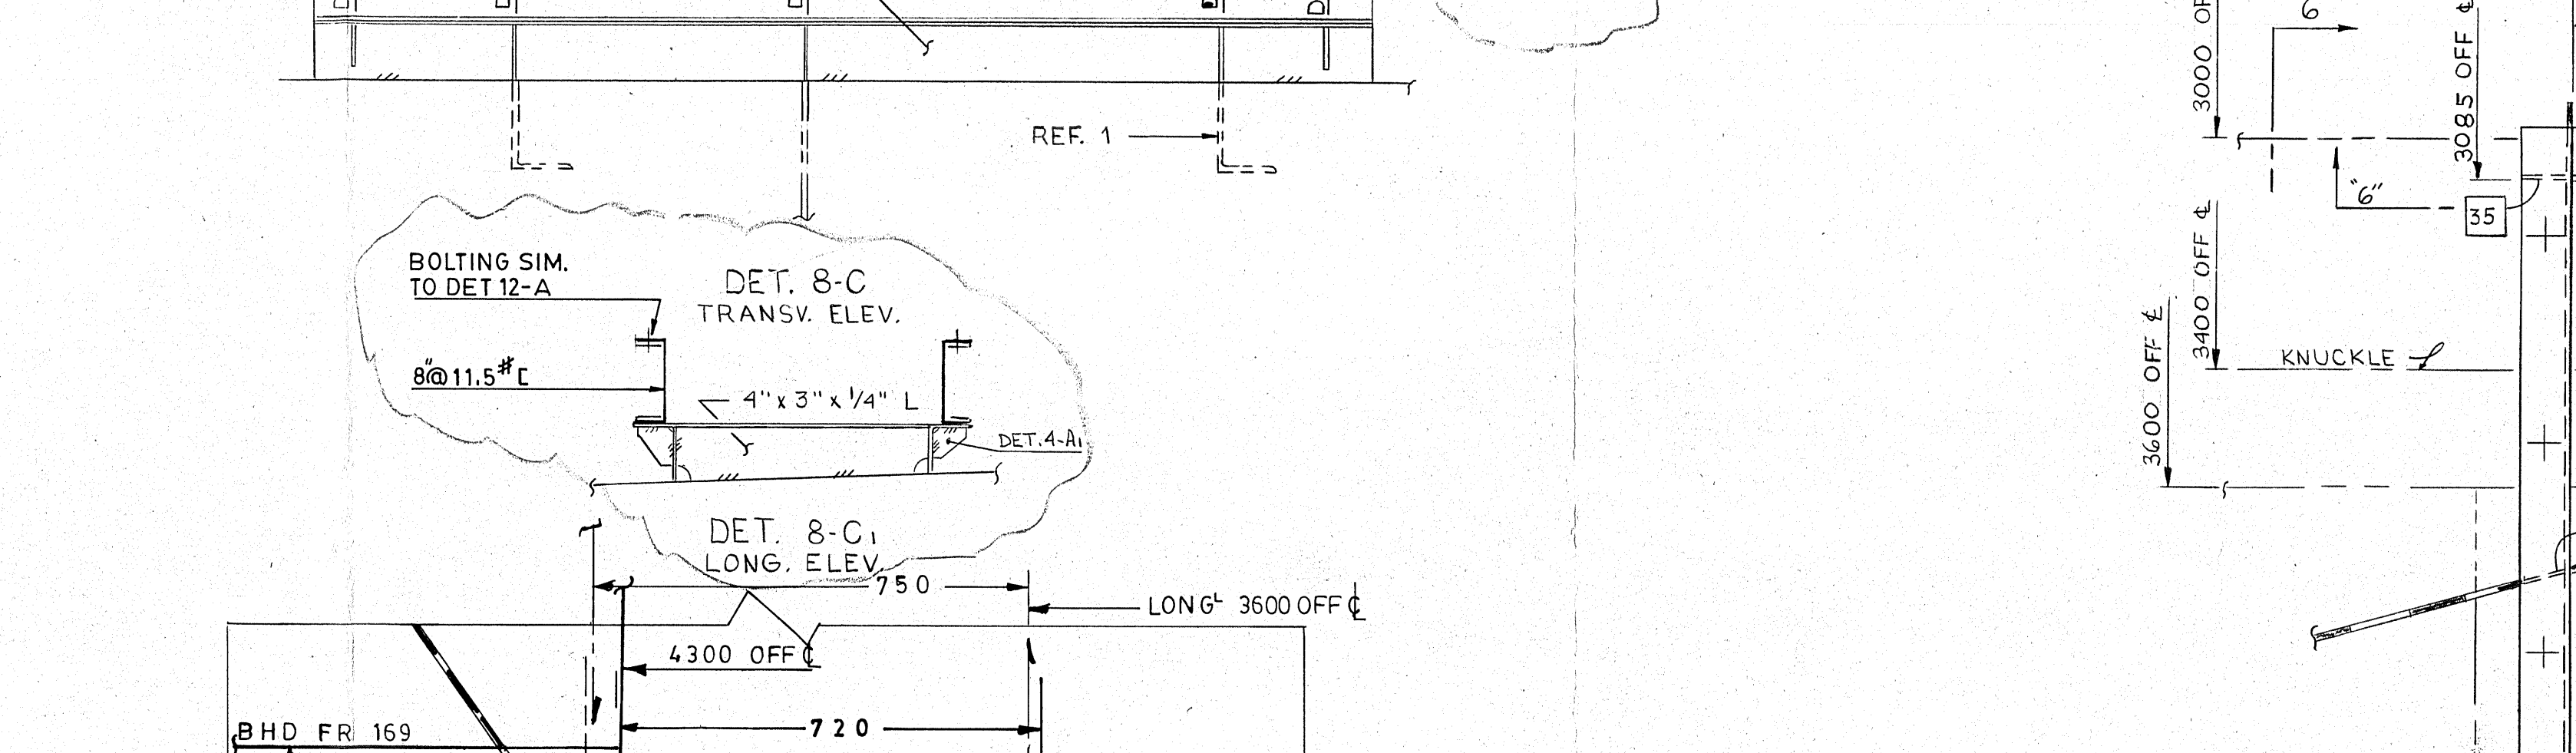 REF. 1
BOLTING SIM.
TO DET 12-A
DET. 8-C
TRANSV. ELEV.
8"@ 11.5# [
4" x 3" x 1/4" L
DET. 4-A1
DET. 8-C1
LONG. ELEV.
750
LONGL 3600 OFF ℄
4300 OFF ℄
720
BHD FR 169
6
3000 OFF
3085 OFF ℄
"6"
35
3400 OFF ℄
KNUCKLE
3600 OFF ℄